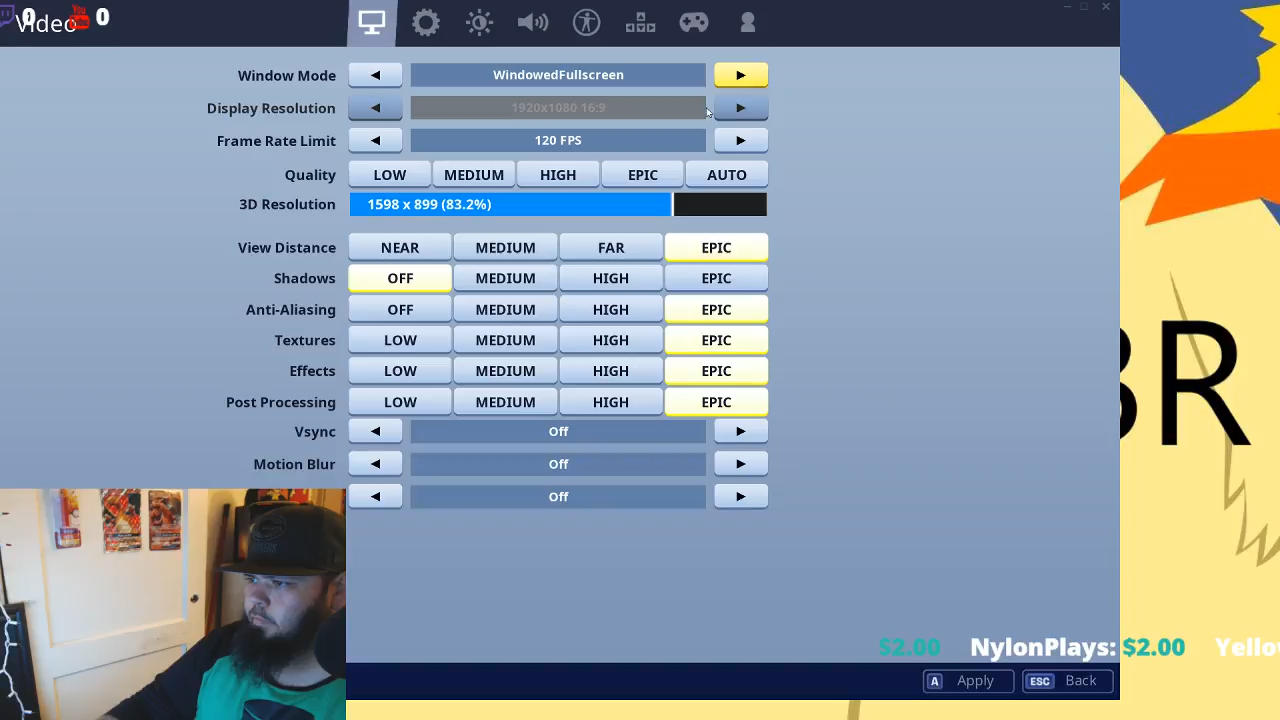 0 0
Video
Window Mode ◄ WindowedFullscreen ►
Display Resolution ◄ 1920x1080 16:9 ►
Frame Rate Limit ◄ 120 FPS ►
Quality LOW MEDIUM HIGH EPIC AUTO
3D Resolution 1598 x 899 (83.2%)
View Distance NEAR MEDIUM FAR EPIC
Shadows OFF MEDIUM HIGH EPIC
Anti-Aliasing OFF MEDIUM HIGH EPIC
Textures LOW MEDIUM HIGH EPIC
Effects LOW MEDIUM HIGH EPIC
Post Processing LOW MEDIUM HIGH EPIC
Vsync ◄ Off ►
Motion Blur ◄ Off ►
◄ Off ►
R
$2.00 NylonPlays: $2.00 Yello
A Apply ESC Back